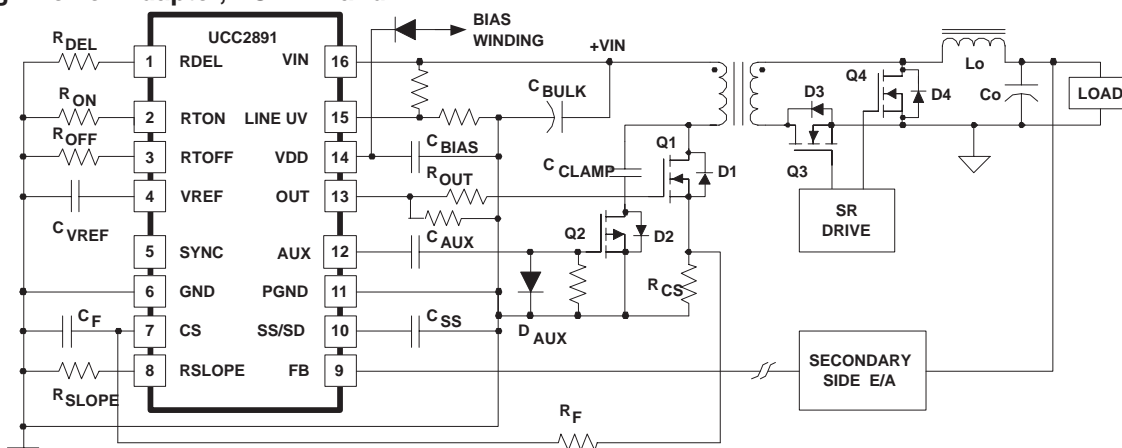 BIAS
WINDING
UCC2891
+VIN
RDEL
1 RDEL VIN 16
RON
2 RTON LINE UV 15
ROFF
3 RTOFF VDD 14
4 VREF OUT 13
CVREF
5 SYNC AUX 12
6 GND PGND 11
CF
7 CS SS/SD 10
8 RSLOPE FB 9
RSLOPE
CBULK
CBIAS
ROUT
CCLAMP
Q1
D1
CAUX
Q2
D2
RCS
DAUX
CSS
RF
Lo
Q4
D3
D4
Co
LOAD
Q3
SR
DRIVE
SECONDARY
SIDE E/A